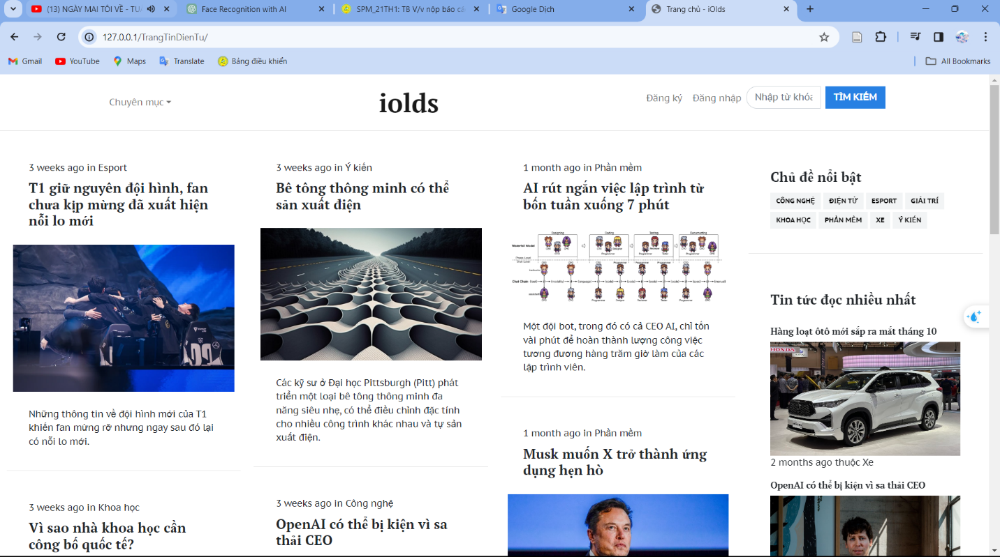 (13) NGÀY MAI TÔI VỀ - TU
Face Recognition with AI
SPM_21TH1: TB V/v nộp báo cá
Google Dịch
Trang chủ - iOlds
127.0.0.1/TrangTinDienTu/
Gmail
YouTube
Maps
Translate
Bảng điều khiển
All Bookmarks
Chuyên mục
iolds
Đăng ký
Đăng nhập
Nhập từ khóa
TÌM KIẾM
3 weeks ago in Esport
T1 giữ nguyên đội hình, fan
chưa kịp mừng đã xuất hiện
nỗi lo mới
Những thông tin về đội hình mới của T1
khiến fan mừng rỡ nhưng ngay sau đó lại
có nỗi lo mới.
3 weeks ago in Khoa học
Vì sao nhà khoa học cần
công bố quốc tế?
3 weeks ago in Ý kiến
Bê tông thông minh có thể
sản xuất điện
Các kỹ sư ở Đại học Pittsburgh (Pitt) phát
triển một loại bê tông thông minh đa
năng siêu nhẹ, có thể điều chỉnh đặc tính
cho nhiều công trình khác nhau và tự sản
xuất điện.
3 weeks ago in Công nghệ
OpenAI có thể bị kiện vì sa
thải CEO
1 month ago in Phần mềm
AI rút ngắn việc lập trình từ
bốn tuần xuống 7 phút
Designing
Coding
Testing
Documenting
Waterfall Model
Phase-Level
Chat-Level
Chat Chain
Một đội bot, trong đó có cả CEO AI, chỉ tốn
vài phút để hoàn thành lượng công việc
tương đương hàng trăm giờ làm của các
lập trình viên.
1 month ago in Phần mềm
Musk muốn X trở thành ứng
dụng hẹn hò
Chủ đề nổi bật
CÔNG NGHỆ
ĐIỆN TỬ
ESPORT
GIẢI TRÍ
KHOA HỌC
PHẦN MỀM
XE
Ý KIẾN
Tin tức đọc nhiều nhất
Hàng loạt ôtô mới sắp ra mắt tháng 10
HONDA
2 months ago thuộc Xe
OpenAI có thể bị kiện vì sa thải CEO